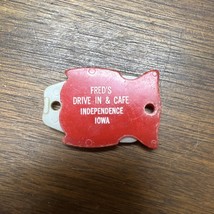 FRED'S
DRIVE IN & CAFE
INDEPENDENCE
IOWA